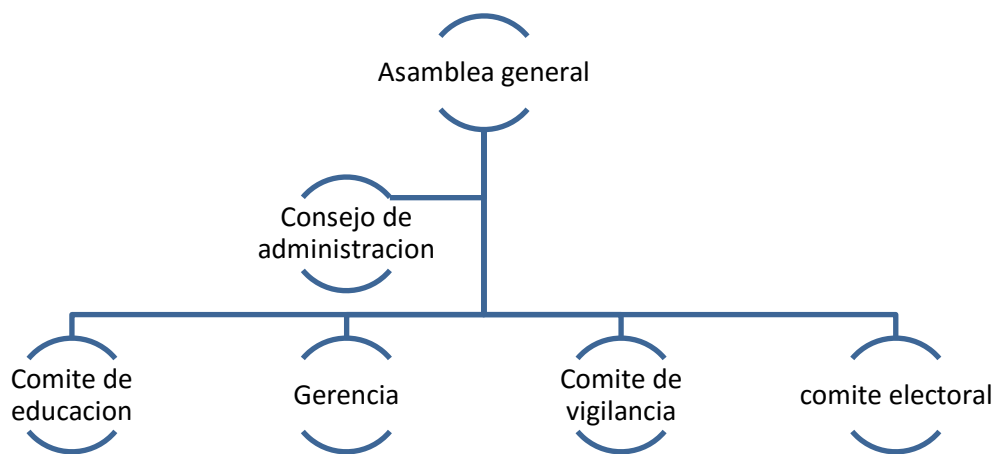 Asamblea general
Consejo de
administracion
Comite de
educacion
Gerencia
Comite de
vigilancia
comite electoral